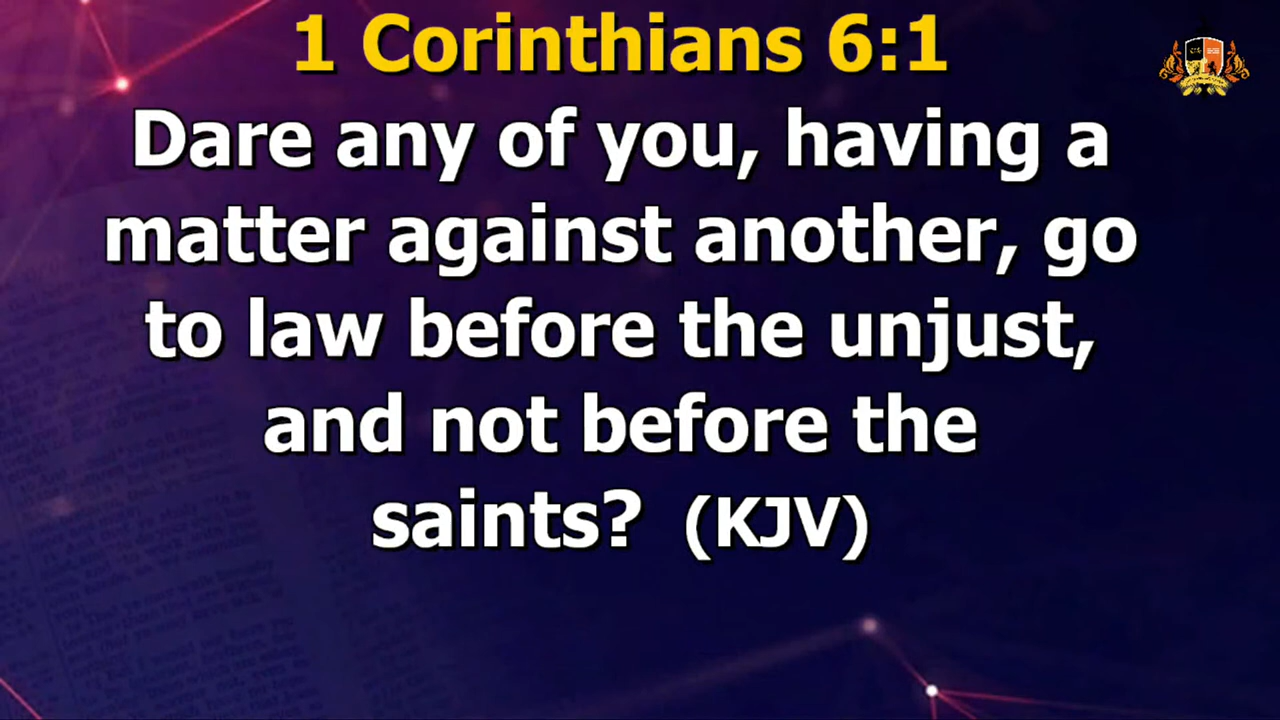 1 Corinthians 6:1
Dare any of you, having a
matter against another, go
to law before the unjust,
and not before the
saints? (KJV)